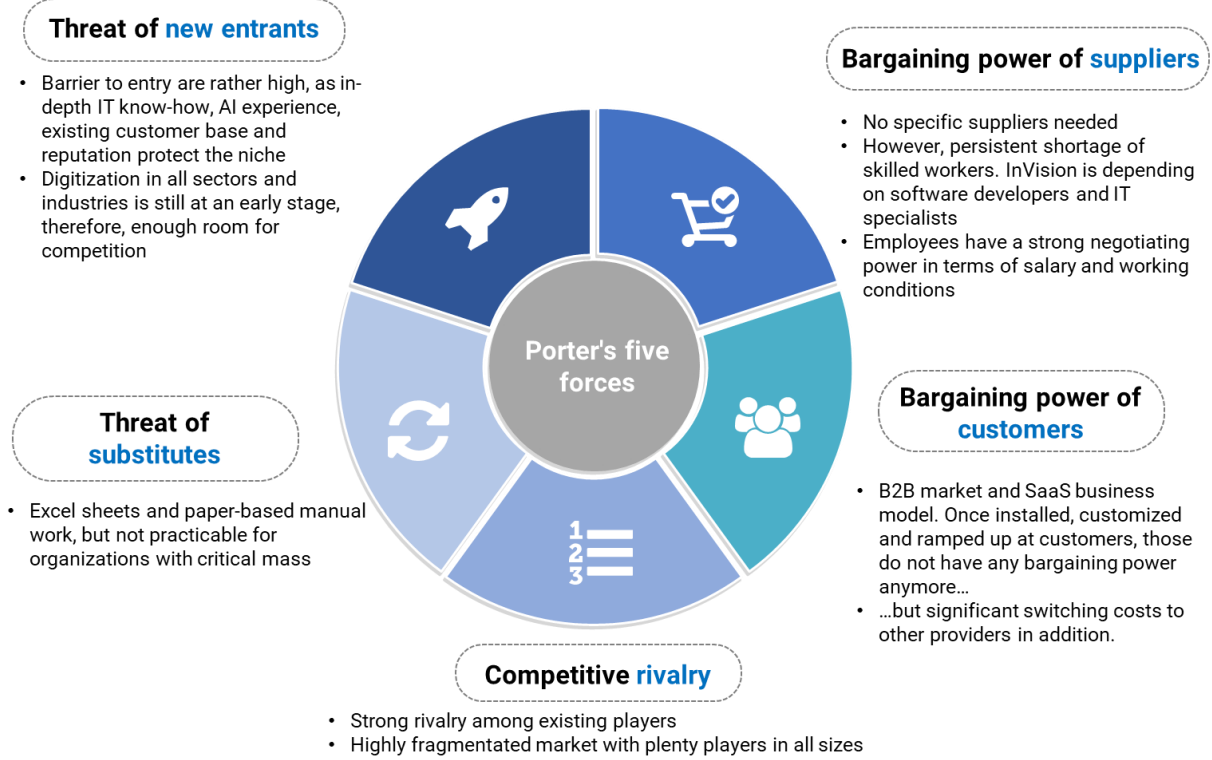 Threat of new entrants
• Barrier to entry are rather high, as in-
depth IT know-how, AI experience,
existing customer base and
reputation protect the niche
• Digitization in all sectors and
industries is still at an early stage,
therefore, enough room for
competition
Bargaining power of suppliers
• No specific suppliers needed
• However, persistent shortage of
skilled workers. InVision is depending
on software developers and IT
specialists
• Employees have a strong negotiating
power in terms of salary and working
conditions
Porter's five
forces
Threat of
substitutes
• Excel sheets and paper-based manual
work, but not practicable for
organizations with critical mass
Bargaining power of
customers
• B2B market and SaaS business
model. Once installed, customized
and ramped up at customers, those
do not have any bargaining power
anymore…
• …but significant switching costs to
other providers in addition.
1
2
3
Competitive rivalry
• Strong rivalry among existing players
• Highly fragmentated market with plenty players in all sizes